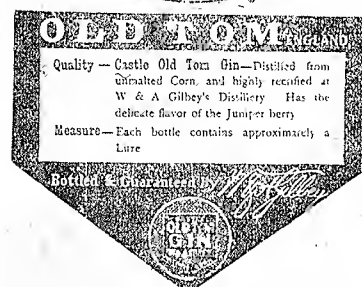 OLD TOM
ENGLAND
Quality — Castle Old Tom Gin—Distilled from
unmalted Corn, and highly rectified at
W & A Gilbey's Distillery Has the
delicate flavor of the Juniper berry
Measure—Each bottle contains approximately a
Litre
Bottled & Guaranteed by
OLD TOM
GIN